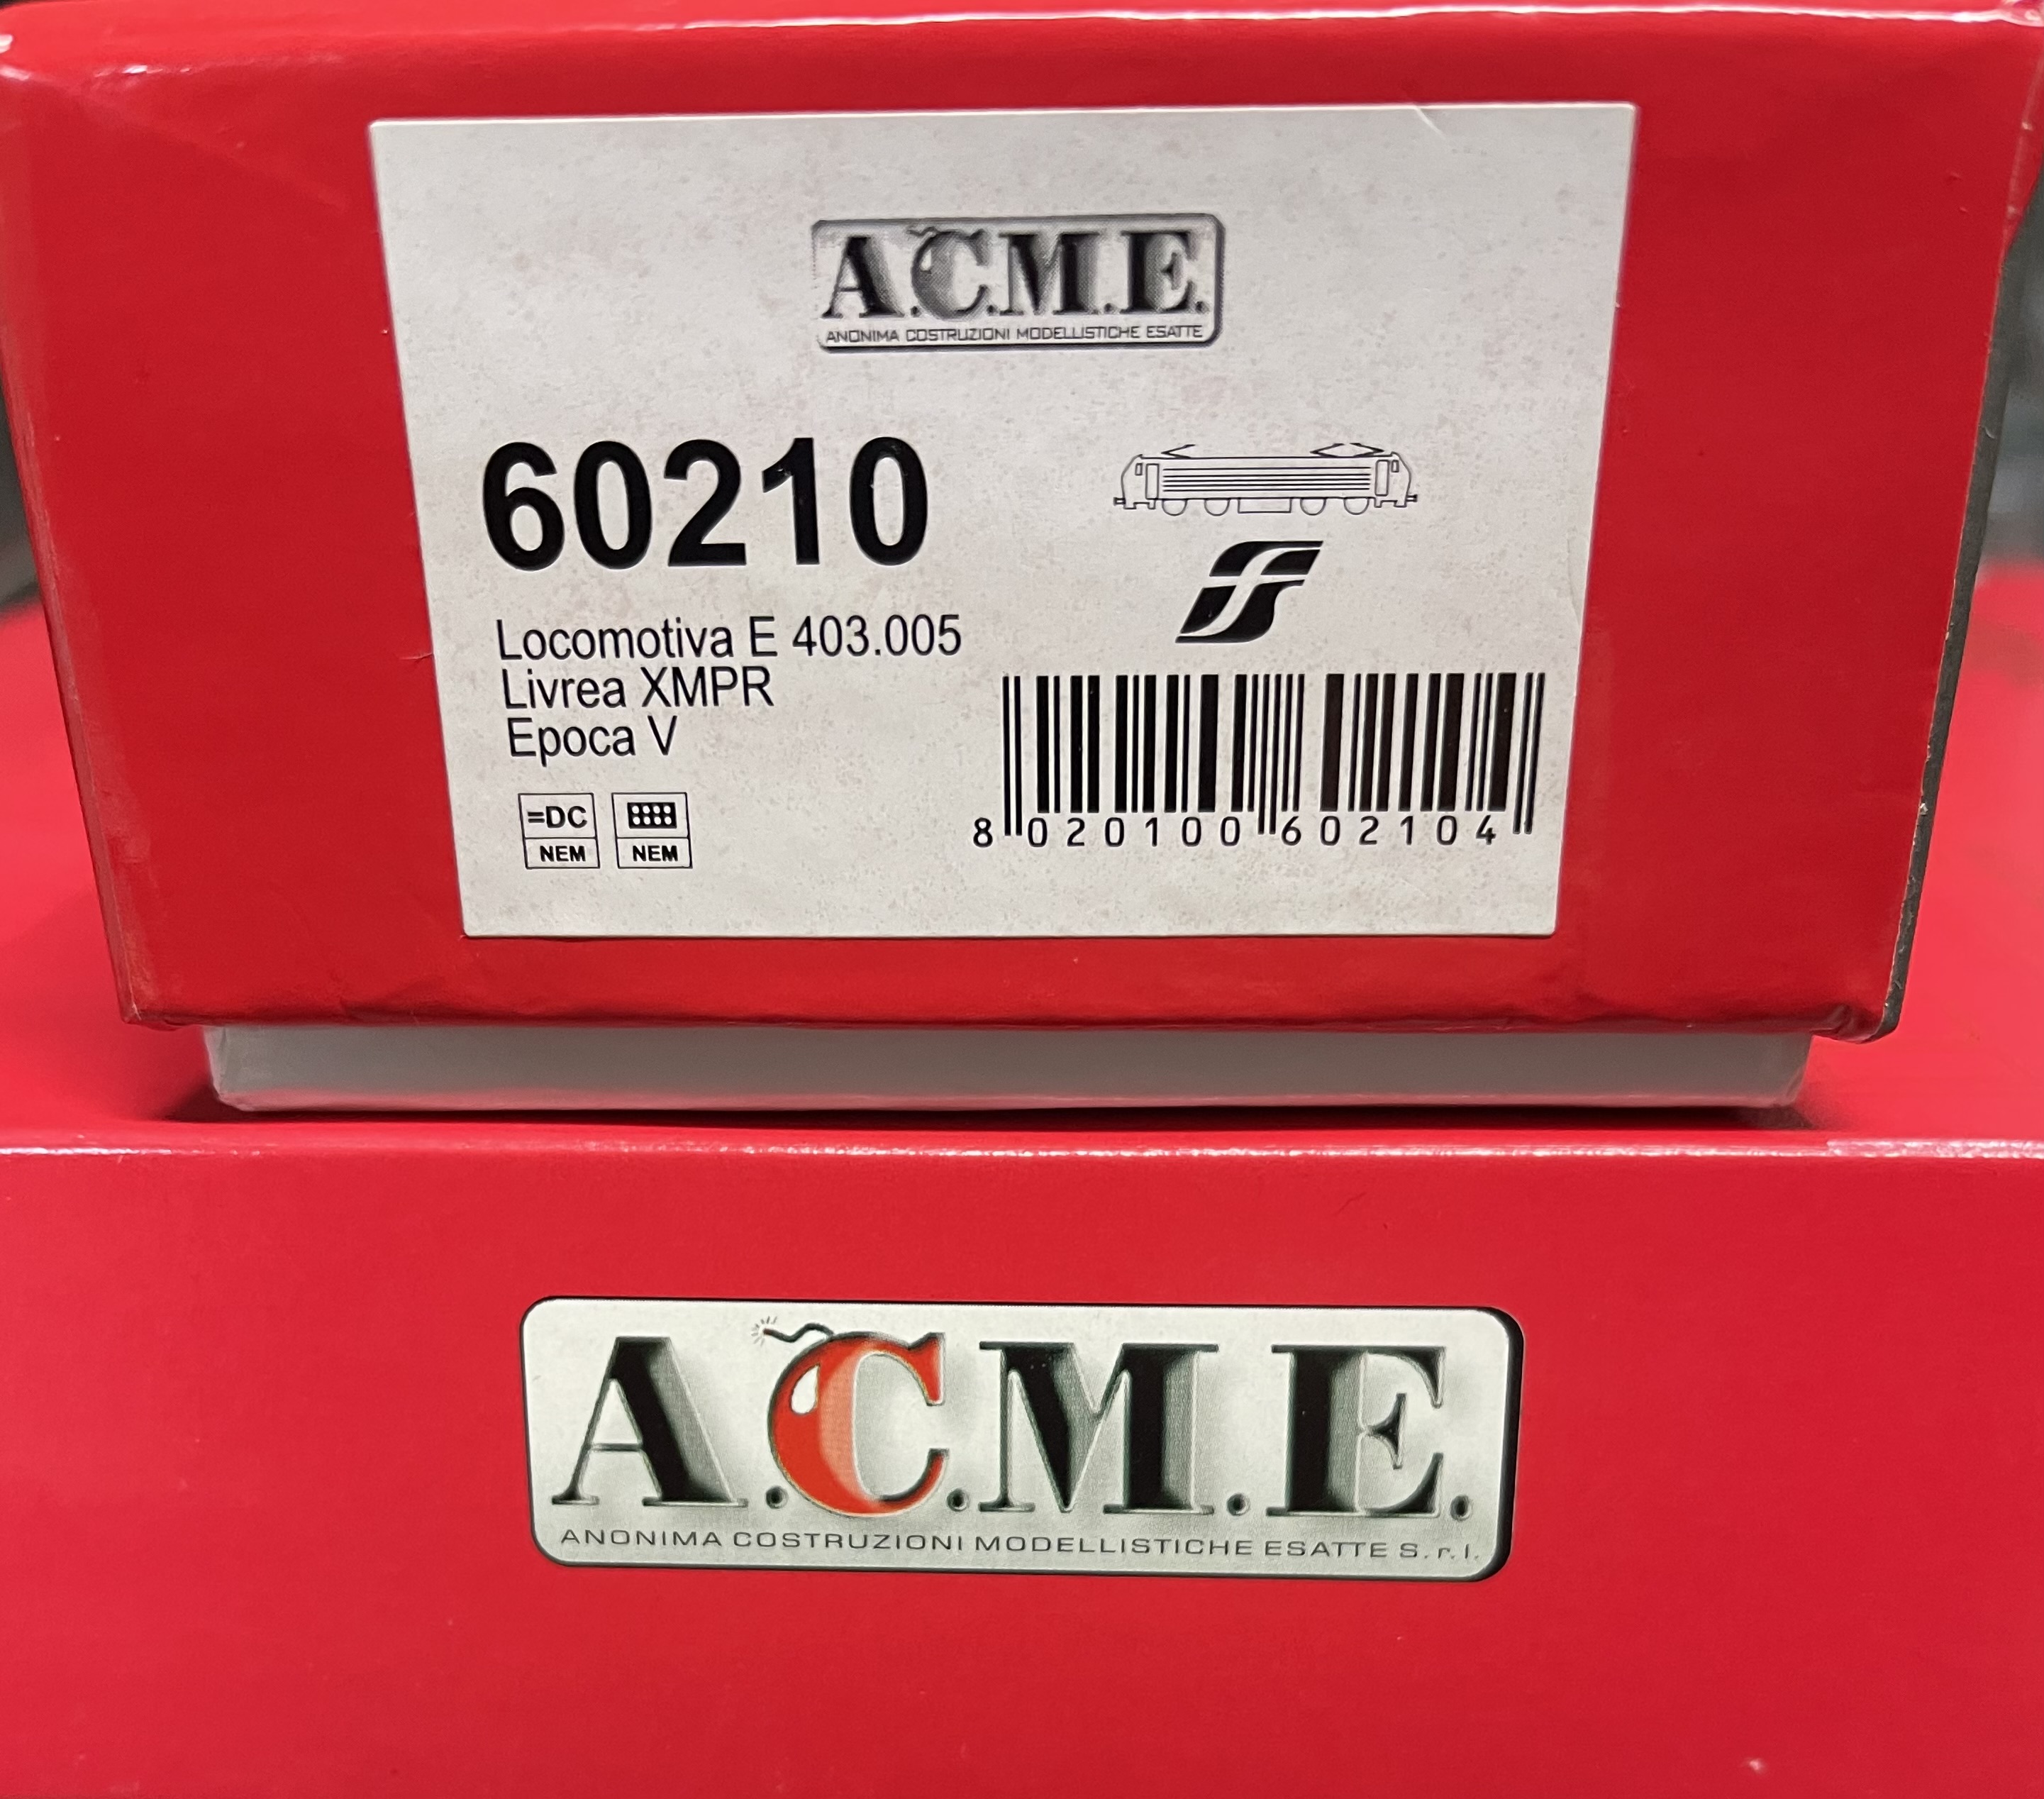 A.C.M.E.
ANONIMA COSTRUZIONI MODELLISTICHE ESATTE
60210
Locomotiva E 403.005
Livrea XMPR
Epoca V
FS
=DC
NEM
NEM
8 020100 602104
A.C.M.E.
ANONIMA COSTRUZIONI MODELLISTICHE ESATTE S.r.l.